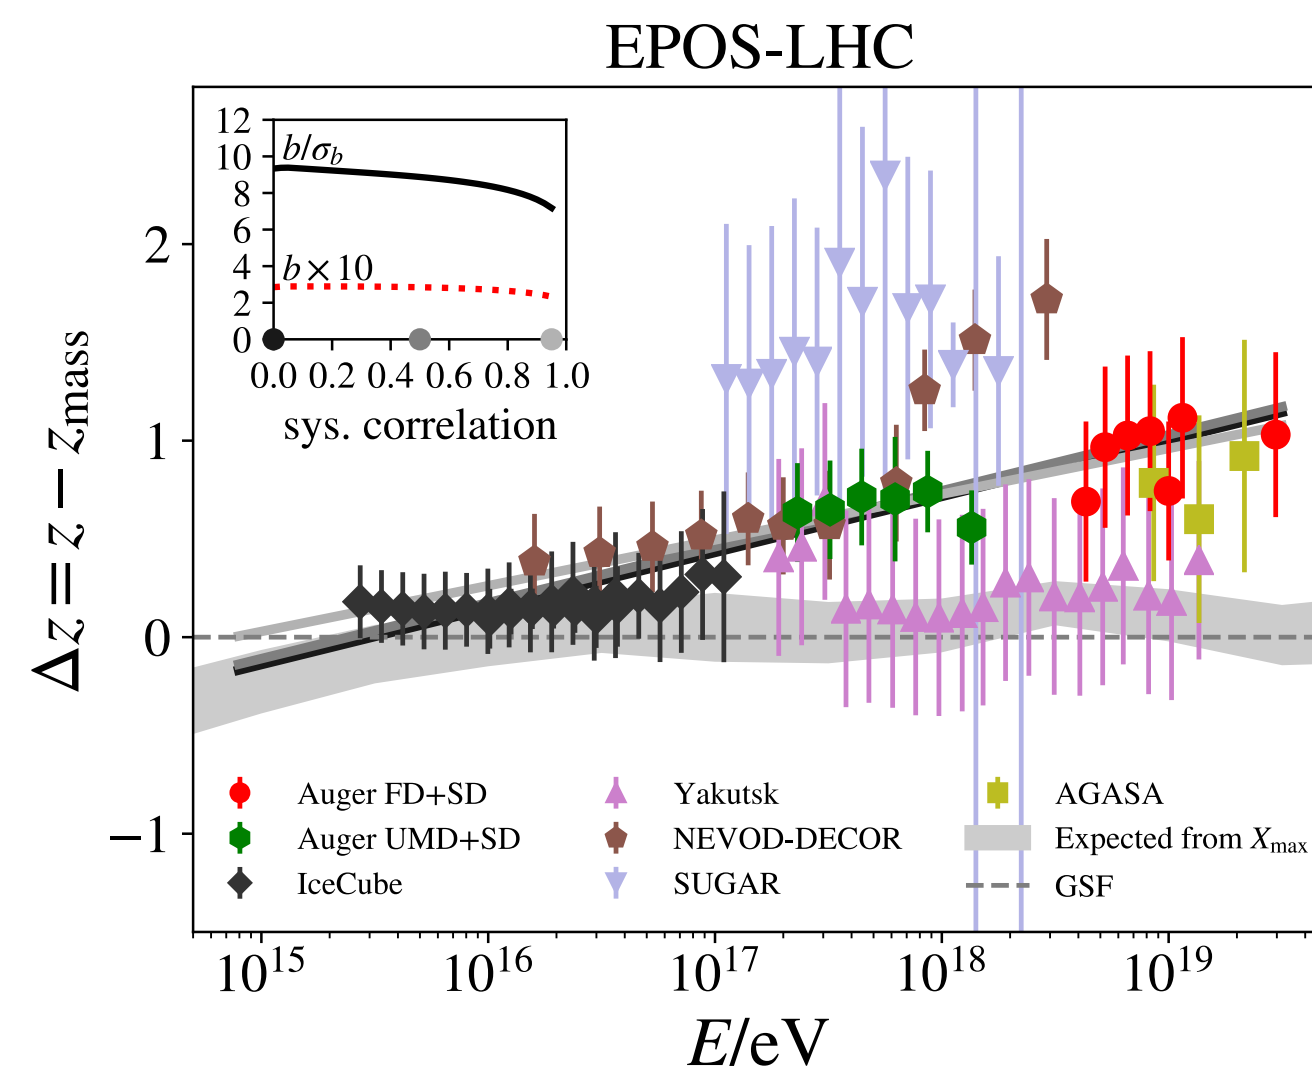 EPOS-LHC
12
10
8
6
4
2
0
b/σ_b
b × 10
0.0 0.2 0.4 0.6 0.8 1.0
sys. correlation
2
1
0
−1
Δz = z − z_mass
Auger FD+SD
Auger UMD+SD
IceCube
Yakutsk
NEVOD-DECOR
SUGAR
AGASA
Expected from X_max
GSF
10^15 10^16 10^17 10^18 10^19
E/eV